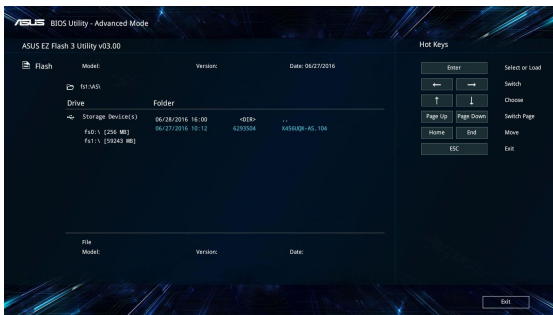 ASUS BIOS Utility - Advanced Mode
ASUS EZ Flash 3 Utility v03.00
Hot Keys
Flash
Model: Version: Date: 06/27/2016
fs1:\AS\
Drive Folder
Storage Device(s)
fs0:\ [256 MB]
fs1:\ [59243 MB]
06/28/2016 16:00 <DIR> ..
06/27/2016 10:12 6293504 X456UQK-AS.104
File
Model: Version: Date:
Enter Select or Load
← → Switch
↑ ↓ Choose
Page Up Page Down Switch Page
Home End Move
ESC Exit
Exit